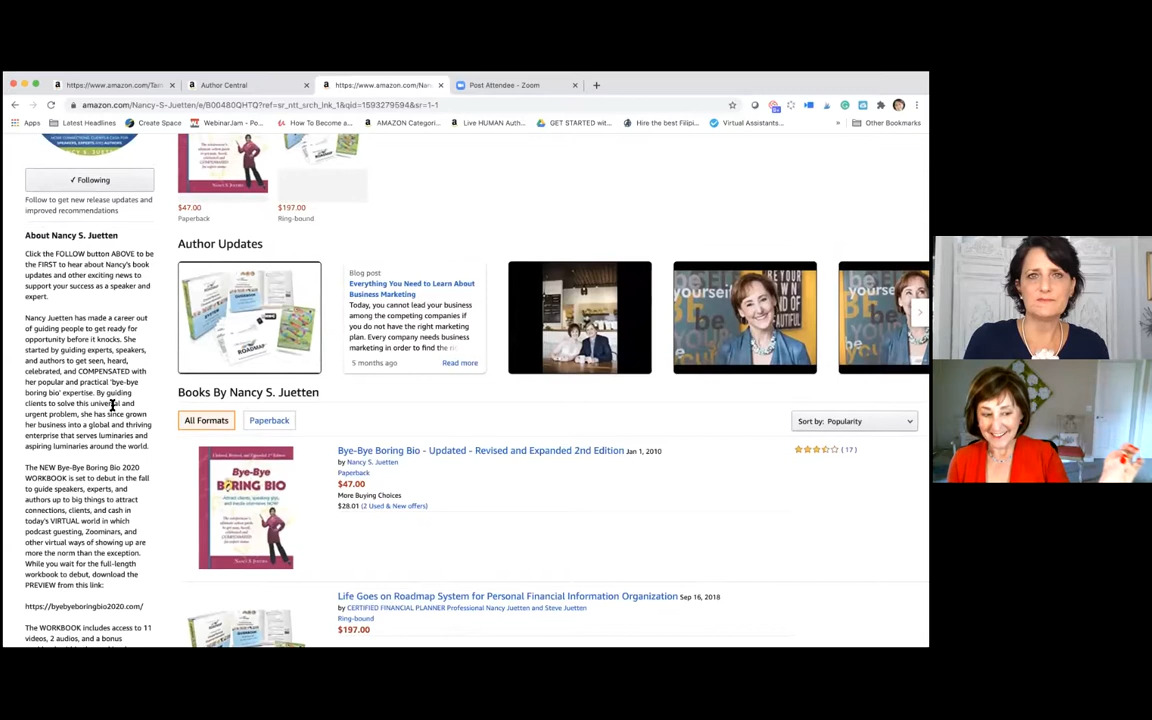 https://www.amazon.com/Tam
Author Central
https://www.amazon.com/Nan
Post Attendee - Zoom
amazon.com/Nancy-S-Juetten/e/B00480QHTQ?ref=sr_ntt_srch_lnk_1&qid=1593279594&sr=1-1
Apps
Latest Headlines
Create Space
WebinarJam - Po...
How To Become a...
AMAZON Categori...
Live HUMAN Auth...
GET STARTED wit...
Hire the best Filipi...
Virtual Assistants...
»
Other Bookmarks
SPEAKERS, EXPERTS AND AUTHORS
✓ Following
Follow to get new release updates and
improved recommendations
About Nancy S. Juetten
Click the FOLLOW button ABOVE to be
the FIRST to hear about Nancy's book
updates and other exciting news to
support your success as a speaker and
expert.
Nancy Juetten has made a career out
of guiding people to get ready for
opportunity before it knocks. She
started by guiding experts, speakers,
and authors to get seen, heard,
celebrated, and COMPENSATED with
her popular and practical 'bye-bye
boring bio' expertise. By guiding
clients to solve this universal and
urgent problem, she has since grown
her business into a global and thriving
enterprise that serves luminaries and
aspiring luminaries around the world.
The NEW Bye-Bye Boring Bio 2020
WORKBOOK is set to debut in the fall
to guide speakers, experts, and
authors up to big things to attract
connections, clients, and cash in
today's VIRTUAL world in which
podcast guesting, Zoominars, and
other virtual ways of showing up are
more the norm than the exception.
While you wait for the full-length
workbook to debut, download the
PREVIEW from this link:
https://byebyeboringbio2020.com/
The WORKBOOK includes access to 11
videos, 2 audios, and a bonus
$47.00
Paperback
$197.00
Ring-bound
Author Updates
Blog post
Everything You Need to Learn About
Business Marketing
Today, you cannot lead your business
among the competing companies if
you do not have the right marketing
plan. Every company needs business
marketing in order to find the
5 months ago
Read more
Books By Nancy S. Juetten
All Formats
Paperback
Sort by: Popularity
Bye-Bye
BORING BIO
Bye-Bye Boring Bio - Updated - Revised and Expanded 2nd Edition Jan 1, 2010
by Nancy S. Juetten
Paperback
$47.00
More Buying Choices
$28.01 (2 Used & New offers)
(17)
Life Goes on Roadmap System for Personal Financial Information Organization Sep 16, 2018
by CERTIFIED FINANCIAL PLANNER Professional Nancy Juetten and Steve Juetten
Ring-bound
$197.00